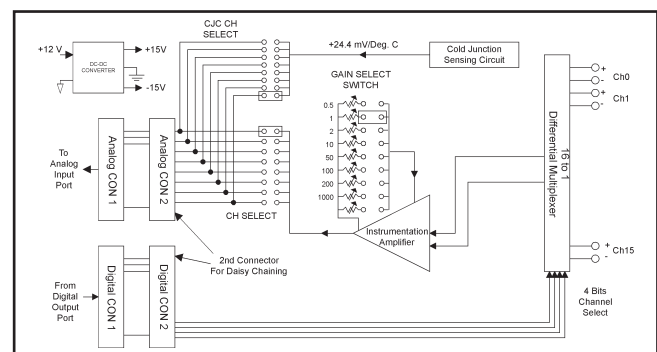 CJC CH
SELECT
+12 V
+15V
DC-DC
CONVERTER
-15V
+24.4 mV/Deg. C
Cold Junction
Sensing Circuit
GAIN SELECT
SWITCH
0.5
1
2
10
50
100
200
1000
+
-
Ch0
+
-
Ch1
16 to 1
Differential Multiplexer
To
Analog
Input
Port
Analog CON 1
Analog CON 2
CH SELECT
Instrumentation
Amplifier
+
-
Ch15
2nd Connector
For Daisy Chaining
From
Digital
Output
Port
Digital CON 1
Digital CON 2
4 Bits
Channel
Select